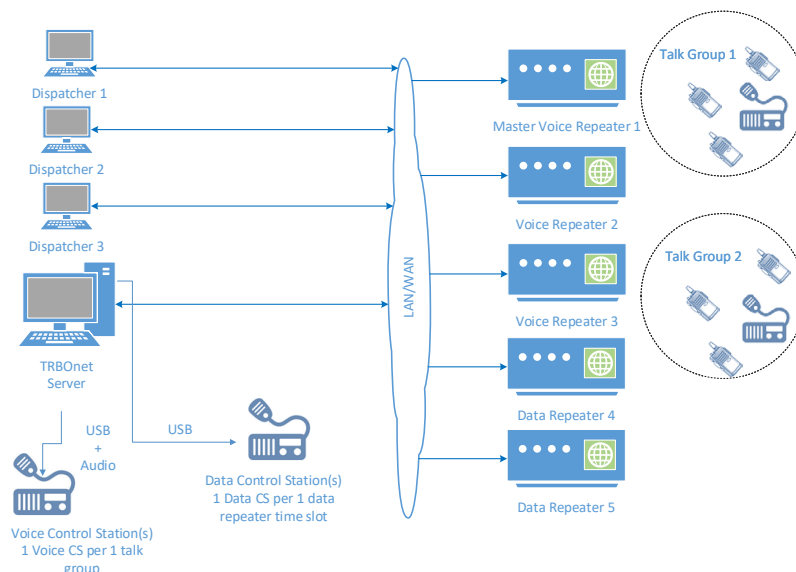 Dispatcher 1
Dispatcher 2
Dispatcher 3
TRBOnet
Server
USB
+
Audio
USB
Voice Control Station(s)
1 Voice CS per 1 talk
group
Data Control Station(s)
1 Data CS per 1 data
repeater time slot
LAN/WAN
Master Voice Repeater 1
Voice Repeater 2
Voice Repeater 3
Data Repeater 4
Data Repeater 5
Talk Group 1
Talk Group 2